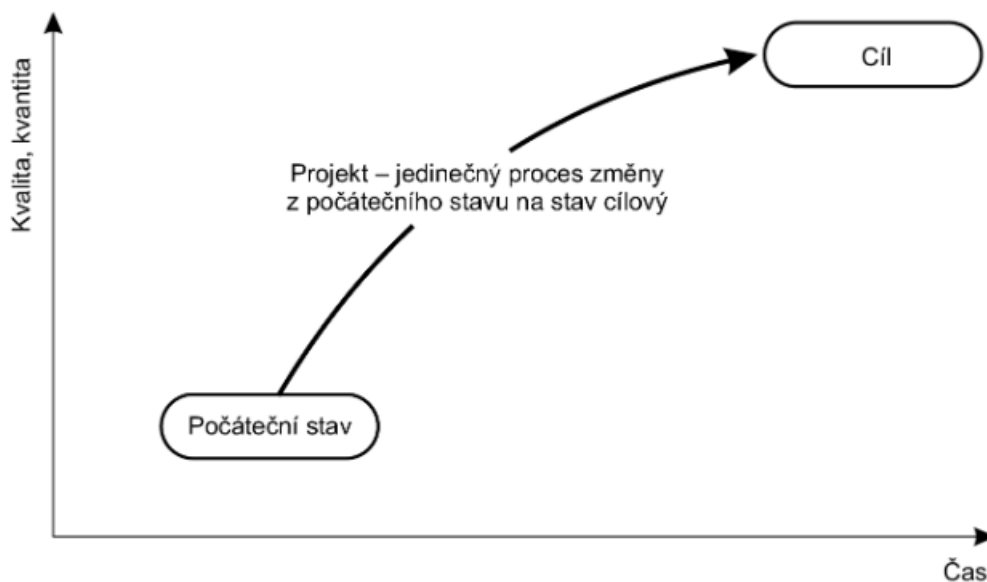 Kvalita, kvantita
Cíl
Projekt – jedinečný proces změny
z počátečního stavu na stav cílový
Počáteční stav
Čas